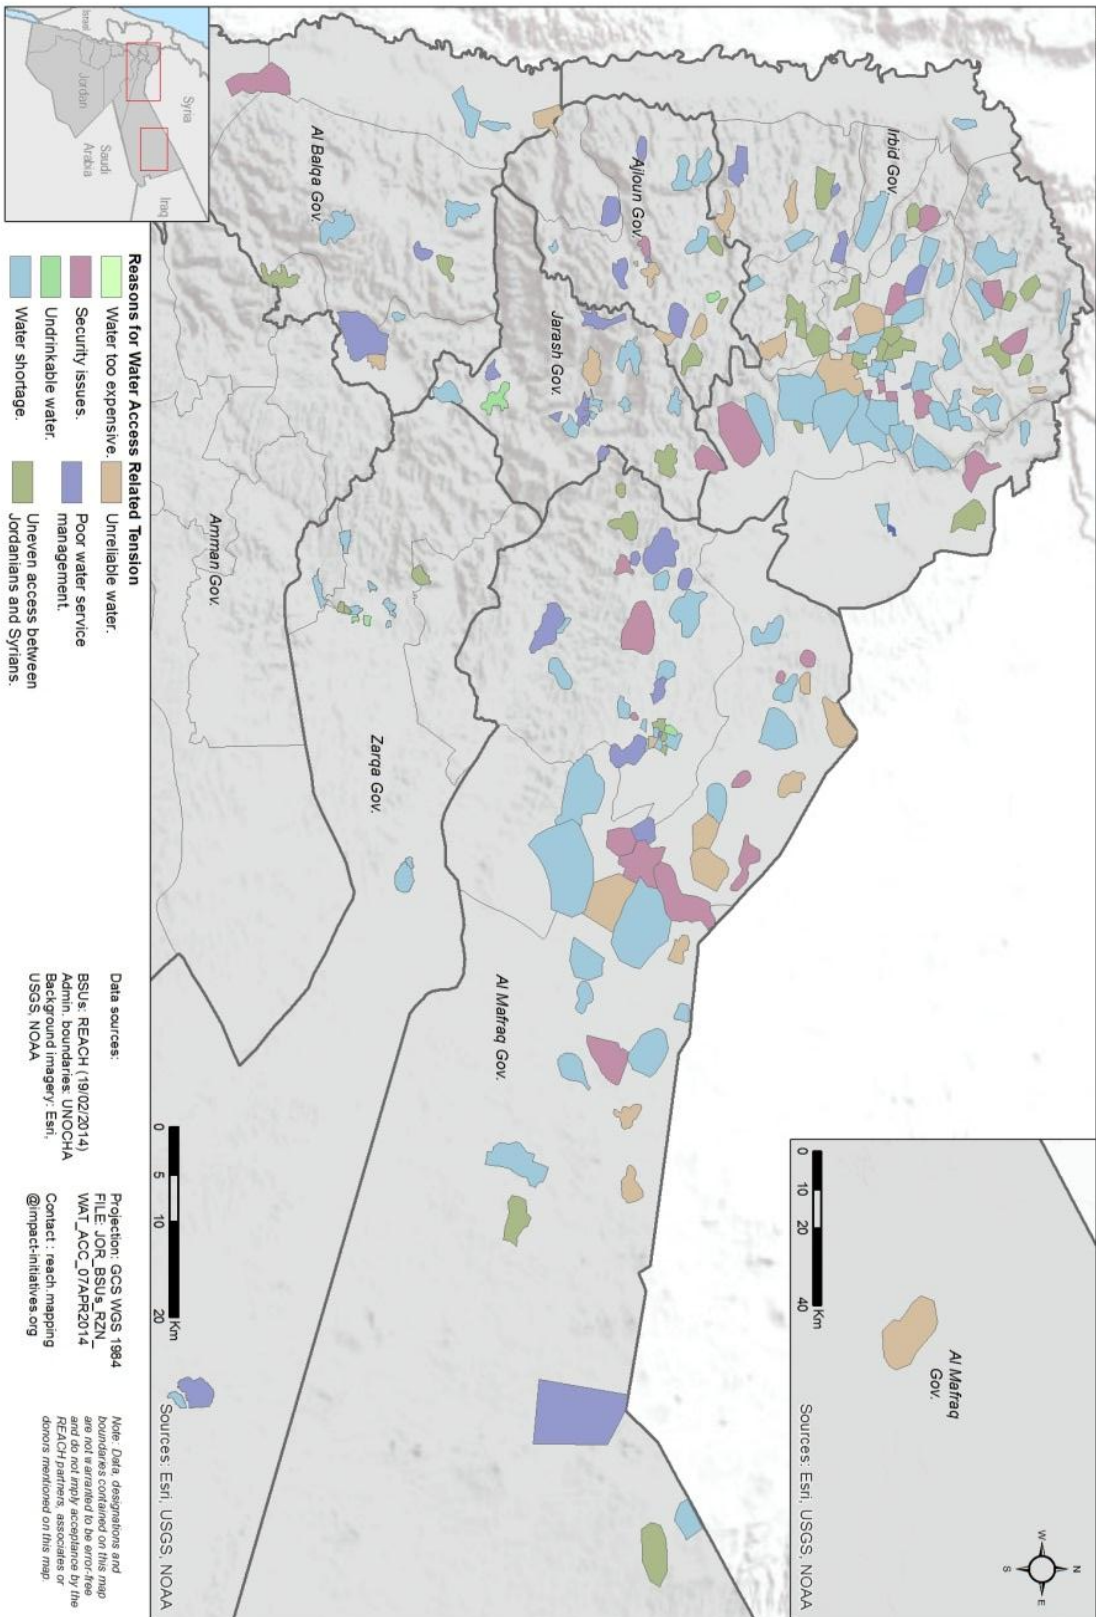 Israel
Jordan
Syria
Saudi
Arabia
Iraq
Irbid Gov.
Ajloun Gov.
Jarash Gov.
Al Balqa Gov.
Amman Gov.
Zarqa Gov.
Al Mafraq Gov.
Al Mafraq
Gov.
N
W
E
S
0 10 20 40
Km
Sources: Esri, USGS, NOAA
Sources: Esri, USGS, NOAA
0 5 10 20
Km
Reasons for Water Access Related Tension
Water too expensive.
Security issues.
Undrinkable water.
Water shortage.
Unreliable water.
Poor water service
management.
Uneven access between
Jordanians and Syrians.
Data sources:
BSUs: REACH (19/02/2014)
Admin. boundaries: UNOCHA
Background imagery: Esri,
USGS, NOAA
Projection: GCS WGS 1984
FILE: JOR_BSUs_RZN_
WAT_ACC_07APR2014
Contact : reach.mapping
@impact-initiatives.org
Note: Data, designations and
boundaries contained on this map
are not warranted to be error-free
and do not imply acceptance by the
REACH partners, associates or
donors mentioned on this map.